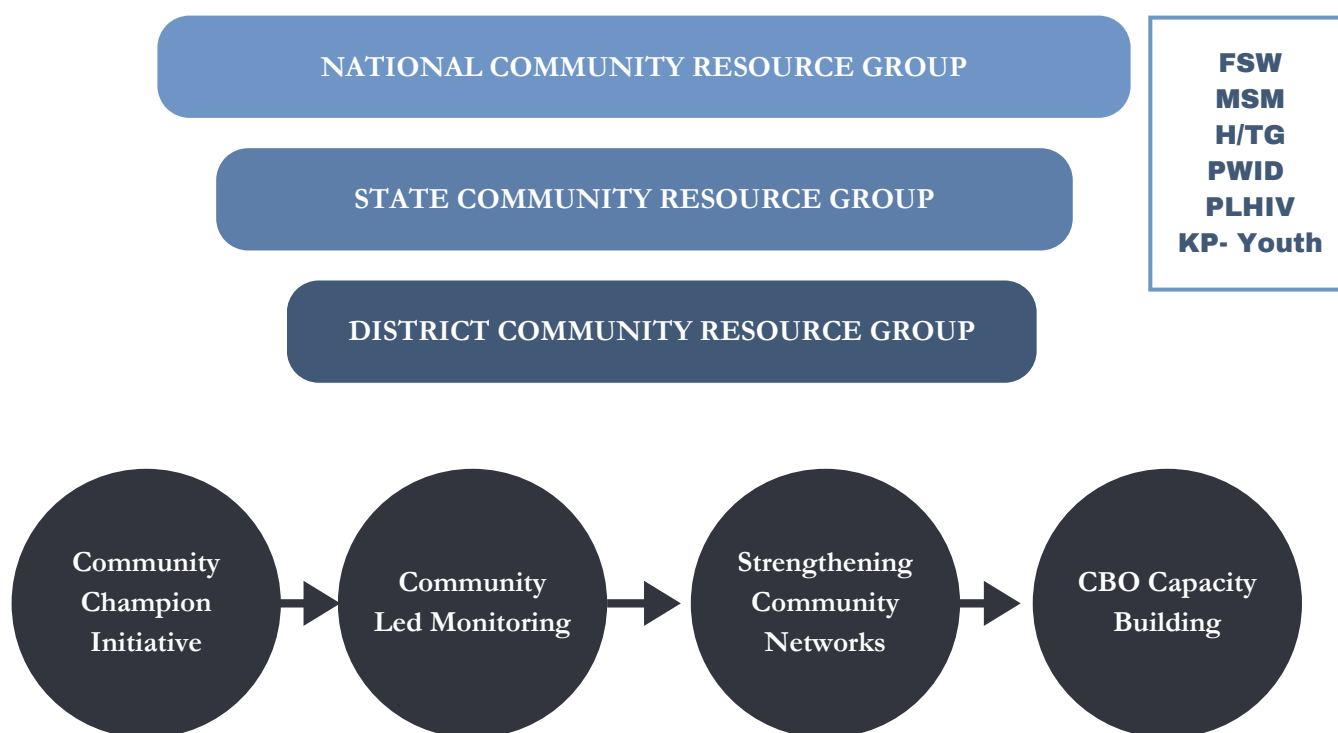 NATIONAL COMMUNITY RESOURCE GROUP
STATE COMMUNITY RESOURCE GROUP
DISTRICT COMMUNITY RESOURCE GROUP
FSW
MSM
H/TG
PWID
PLHIV
KP- Youth
Community
Champion
Initiative
Community
Led Monitoring
Strengthening
Community
Networks
CBO Capacity
Building